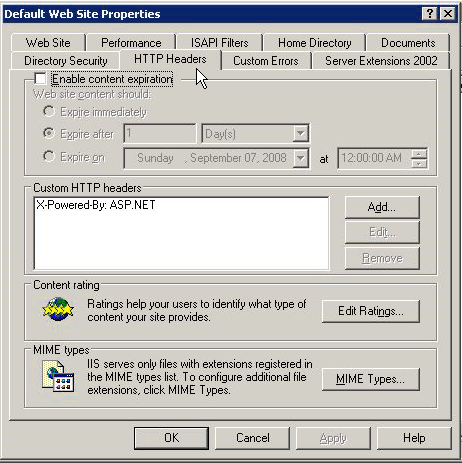 Default Web Site Properties
Web Site Performance ISAPI Filters Home Directory Documents
Directory Security HTTP Headers Custom Errors Server Extensions 2002
Enable content expiration
Web site content should:
Expire immediately
Expire after 1 Day(s)
Expire on Sunday , September 07, 2008 at 12:00:00 AM
Custom HTTP headers
X-Powered-By: ASP.NET
Add...
Edit...
Remove
Content rating
Ratings help your users to identify what type of
content your site provides.
Edit Ratings...
MIME types
IIS serves only files with extensions registered in
the MIME types list. To configure additional file
extensions, click MIME Types.
MIME Types...
OK Cancel Apply Help